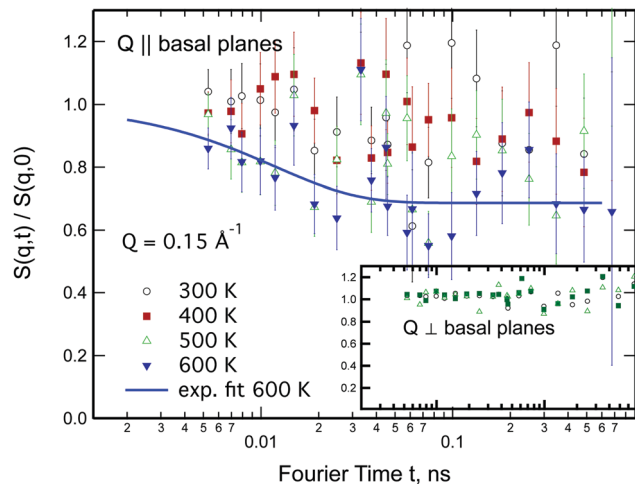 Q || basal planes
1.2
1.0
0.8
0.6
0.4
0.2
0.0
S(q,t) / S(q,0)
Q = 0.15 Å⁻¹
300 K
400 K
500 K
600 K
exp. fit 600 K
1.2
1.0
0.8
0.6
0.4
0.2
Q ⊥ basal planes
2 3 4 5 6 7 0.01 2 3 4 5 6 7 0.1 2 3 4 5 6 7
Fourier Time t, ns